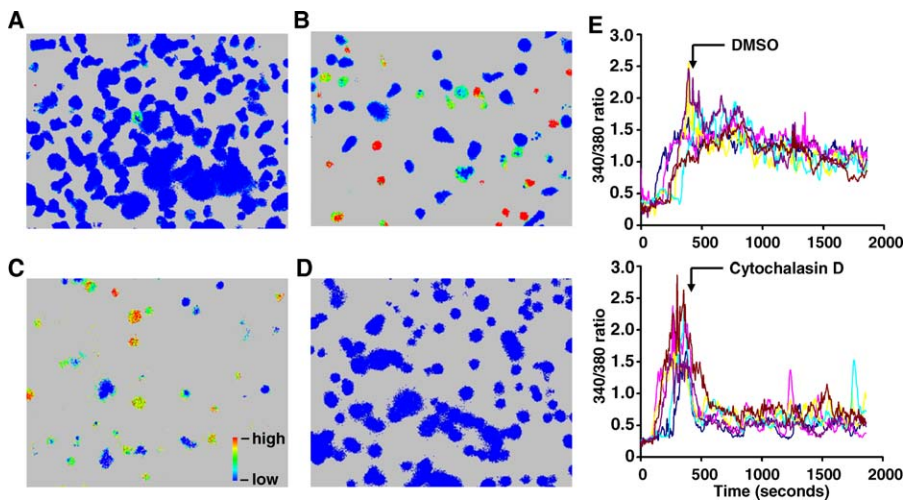 A
B
C
– high
– low
D
E
3.0
2.5
2.0
1.5
1.0
0.5
0
DMSO
340/380 ratio
0
500
1000
1500
2000
3.0
2.5
2.0
1.5
1.0
0.5
0
Cytochalasin D
340/380 ratio
0
500
1000
1500
2000
Time (seconds)